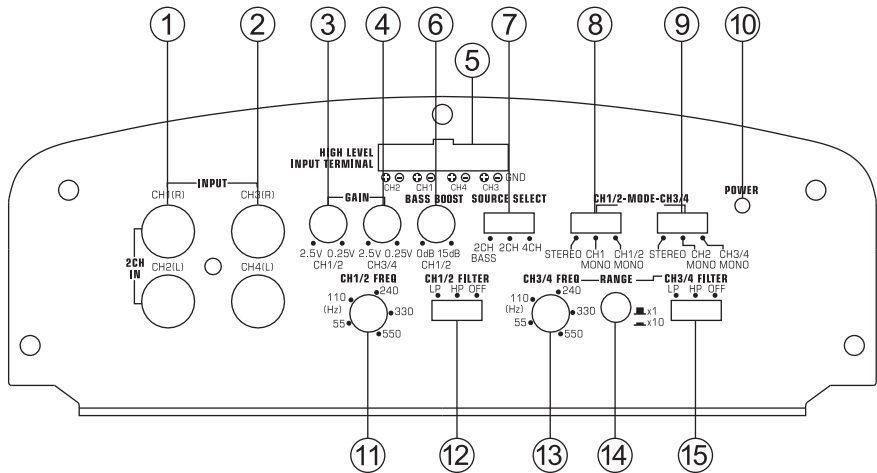 1 2 3 4 6 7 8 9 10
5
HIGH LEVEL
INPUT TERMINAL
⊕⊖ ⊕⊖ ⊕⊖ ⊕⊖ GND
CH2 CH1 CH4 CH3
INPUT
CH1(R) CH3(R)
GAIN
BASS BOOST
SOURCE SELECT
CH1/2-MODE-CH3/4
POWER
2CH
IN
CH2(L) CH4(L)
2.5V 0.25V
CH1/2
2.5V 0.25V
CH3/4
0dB 15dB
CH1/2
2CH 2CH 4CH
BASS
STEREO CH1 CH1/2
MONO MONO
STEREO CH2 CH3/4
MONO MONO
CH1/2 FREQ
240
110
(Hz)
330
55
550
CH1/2 FILTER
LP HP OFF
CH3/4 FREQ
240
110
(Hz)
330
55
550
RANGE
x1
x10
CH3/4 FILTER
LP HP OFF
11 12 13 14 15